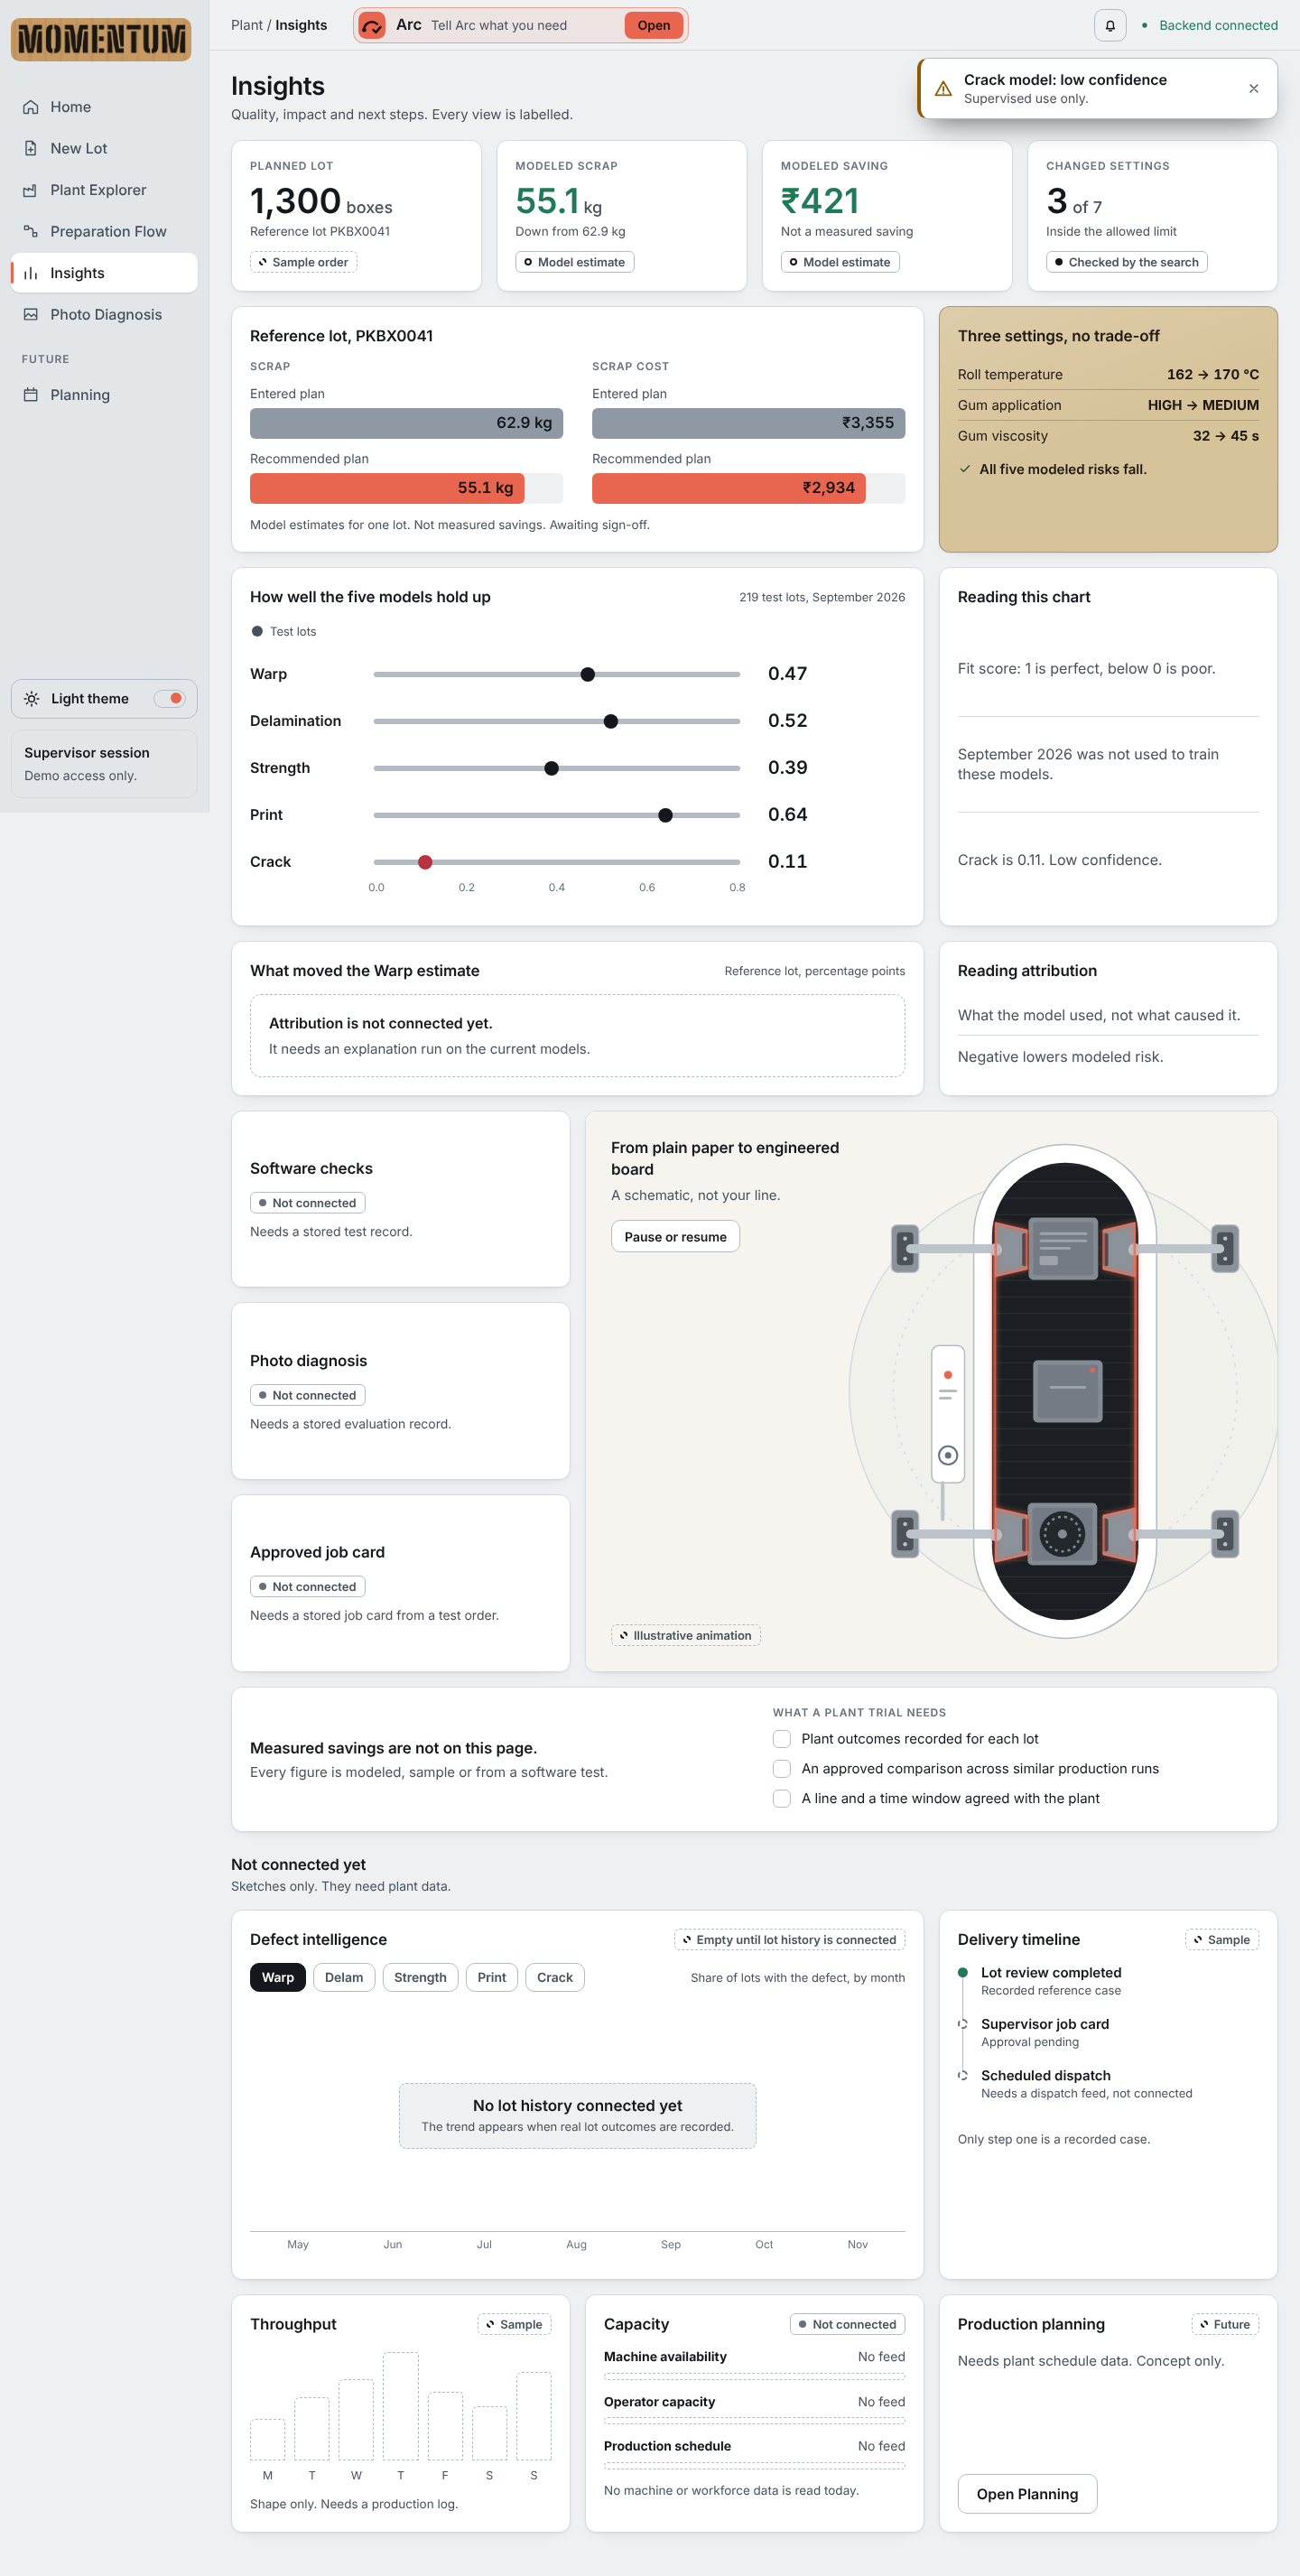 MOMENTUM
Home
New Lot
Plant Explorer
Preparation Flow
Insights
Photo Diagnosis
FUTURE
Planning
Light theme
Supervisor session
Demo access only.
Plant / Insights
Arc Tell Arc what you need Open
Backend connected
Insights
Quality, impact and next steps. Every view is labelled.
Crack model: low confidence
Supervised use only.
PLANNED LOT
1,300 boxes
Reference lot PKBX0041
Sample order
MODELED SCRAP
55.1 kg
Down from 62.9 kg
Model estimate
MODELED SAVING
₹421
Not a measured saving
Model estimate
CHANGED SETTINGS
3 of 7
Inside the allowed limit
Checked by the search
Reference lot, PKBX0041
SCRAP
Entered plan
62.9 kg
Recommended plan
55.1 kg
SCRAP COST
Entered plan
₹3,355
Recommended plan
₹2,934
Model estimates for one lot. Not measured savings. Awaiting sign-off.
Three settings, no trade-off
Roll temperature 162 → 170 °C
Gum application HIGH → MEDIUM
Gum viscosity 32 → 45 s
All five modeled risks fall.
How well the five models hold up
219 test lots, September 2026
Test lots
Warp 0.47
Delamination 0.52
Strength 0.39
Print 0.64
Crack 0.11
0.0 0.2 0.4 0.6 0.8
Reading this chart
Fit score: 1 is perfect, below 0 is poor.
September 2026 was not used to train
these models.
Crack is 0.11. Low confidence.
What moved the Warp estimate
Reference lot, percentage points
Attribution is not connected yet.
It needs an explanation run on the current models.
Reading attribution
What the model used, not what caused it.
Negative lowers modeled risk.
Software checks
Not connected
Needs a stored test record.
Photo diagnosis
Not connected
Needs a stored evaluation record.
Approved job card
Not connected
Needs a stored job card from a test order.
From plain paper to engineered
board
A schematic, not your line.
Pause or resume
Illustrative animation
Measured savings are not on this page.
Every figure is modeled, sample or from a software test.
WHAT A PLANT TRIAL NEEDS
Plant outcomes recorded for each lot
An approved comparison across similar production runs
A line and a time window agreed with the plant
Not connected yet
Sketches only. They need plant data.
Defect intelligence
Empty until lot history is connected
Warp Delam Strength Print Crack
Share of lots with the defect, by month
No lot history connected yet
The trend appears when real lot outcomes are recorded.
May Jun Jul Aug Sep Oct Nov
Delivery timeline
Sample
Lot review completed
Recorded reference case
Supervisor job card
Approval pending
Scheduled dispatch
Needs a dispatch feed, not connected
Only step one is a recorded case.
Throughput
Sample
M T W T F S S
Shape only. Needs a production log.
Capacity
Not connected
Machine availability No feed
Operator capacity No feed
Production schedule No feed
No machine or workforce data is read today.
Production planning
Future
Needs plant schedule data. Concept only.
Open Planning